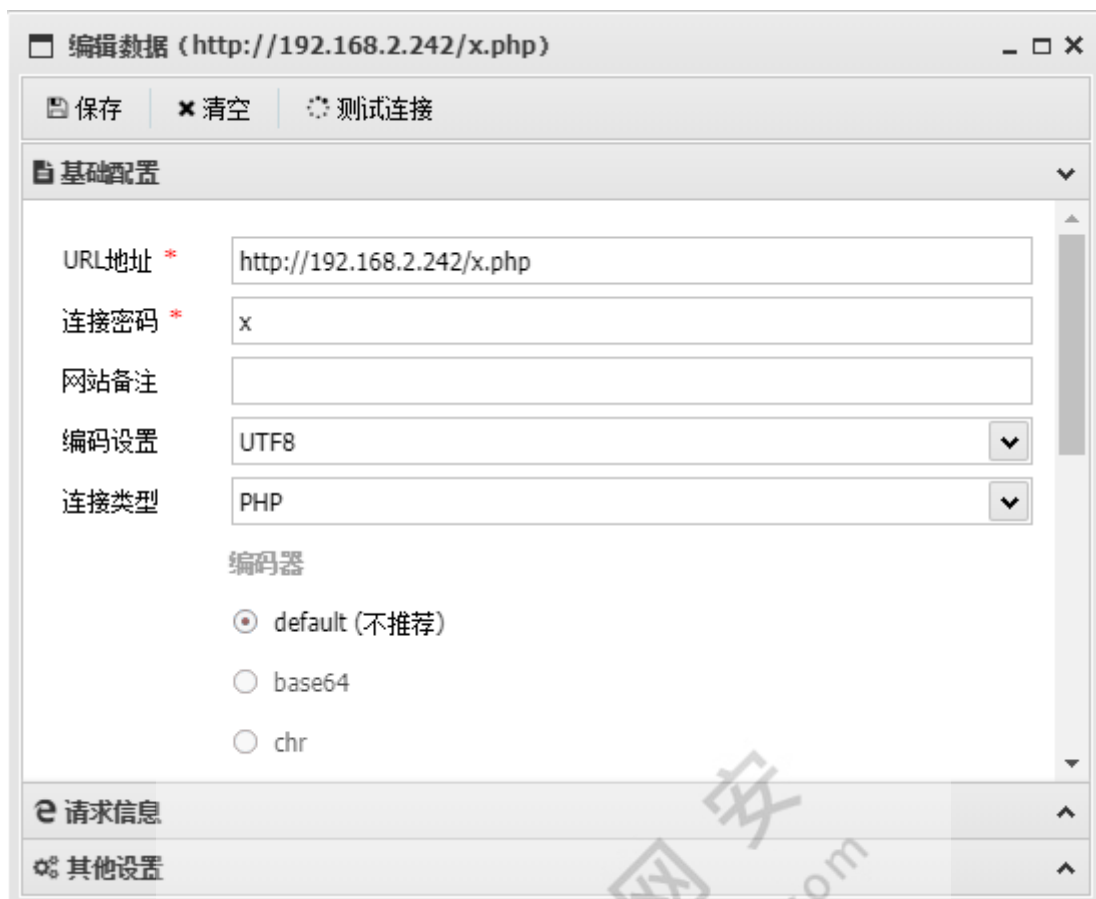 编辑数据 (http://192.168.2.242/x.php)
保存 清空 测试连接
基础配置
URL地址 * http://192.168.2.242/x.php
连接密码 * x
网站备注
编码设置 UTF8
连接类型 PHP
编码器
default (不推荐)
base64
chr
请求信息
其他设置
网安
.com